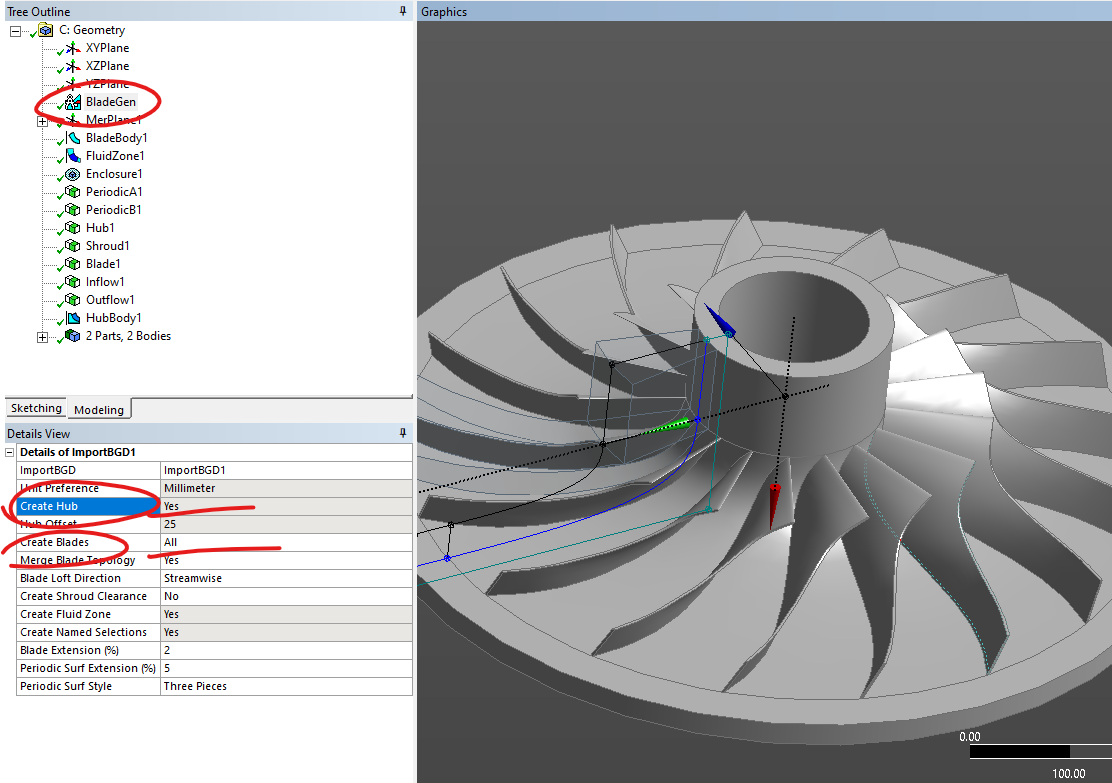 Tree Outline
C: Geometry
XYPlane
XZPlane
YZPlane
BladeGen
MerPlane1
BladeBody1
FluidZone1
Enclosure1
PeriodicA1
PeriodicB1
Hub1
Shroud1
Blade1
Inflow1
Outflow1
HubBody1
2 Parts, 2 Bodies
Sketching Modeling
Details View
Details of ImportBGD1
ImportBGD ImportBGD1
Unit Preference Millimeter
Create Hub Yes
Hub Offset 25
Create Blades All
Merge Blade Topology Yes
Blade Loft Direction Streamwise
Create Shroud Clearance No
Create Fluid Zone Yes
Create Named Selections Yes
Blade Extension (%) 2
Periodic Surf Extension (%) 5
Periodic Surf Style Three Pieces
Graphics
0.00
100.00